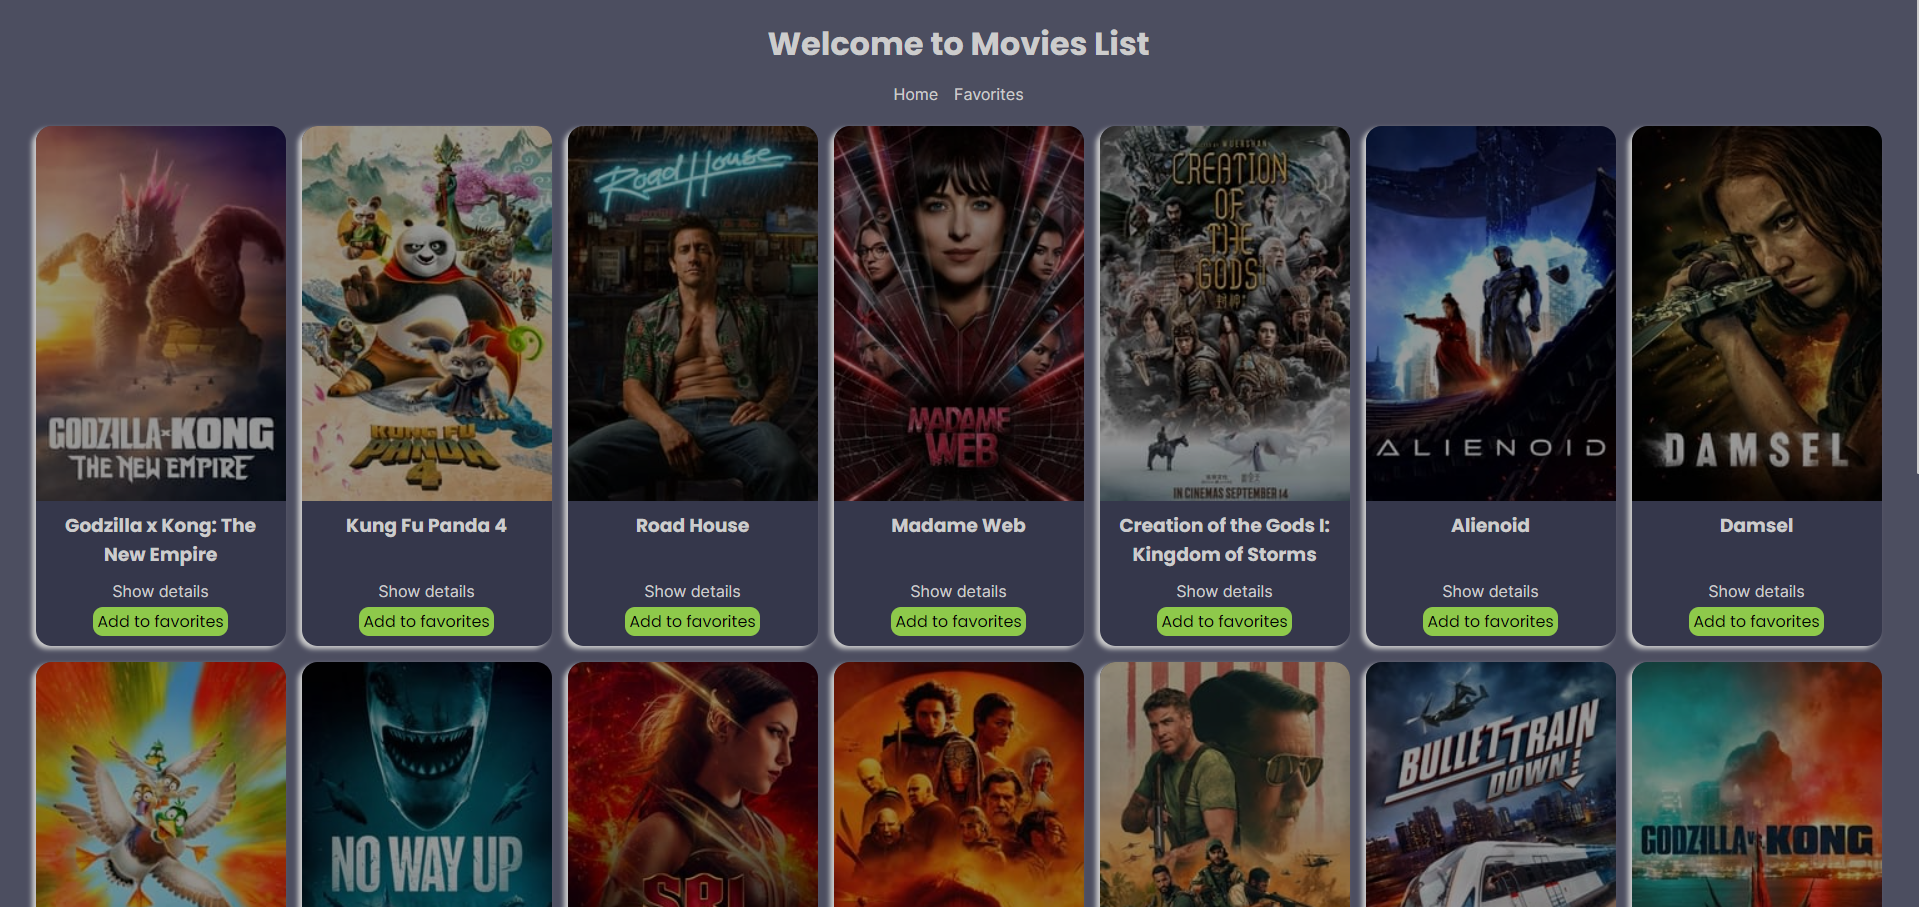 Welcome to Movies List
Home Favorites
GODZILLA x KONG
THE NEW EMPIRE
KUNG FU
PANDA
4
Road House
MADAME
WEB
CREATION
OF
THE
GODS
IN CINEMAS SEPTEMBER 14
ALIENOID
DAMSEL
Godzilla x Kong: The
New Empire
Kung Fu Panda 4
Road House
Madame Web
Creation of the Gods I:
Kingdom of Storms
Alienoid
Damsel
Show details
Show details
Show details
Show details
Show details
Show details
Show details
Add to favorites
Add to favorites
Add to favorites
Add to favorites
Add to favorites
Add to favorites
Add to favorites
NO WAY UP
BULLET TRAIN
DOWN!
GODZILLA vs KONG